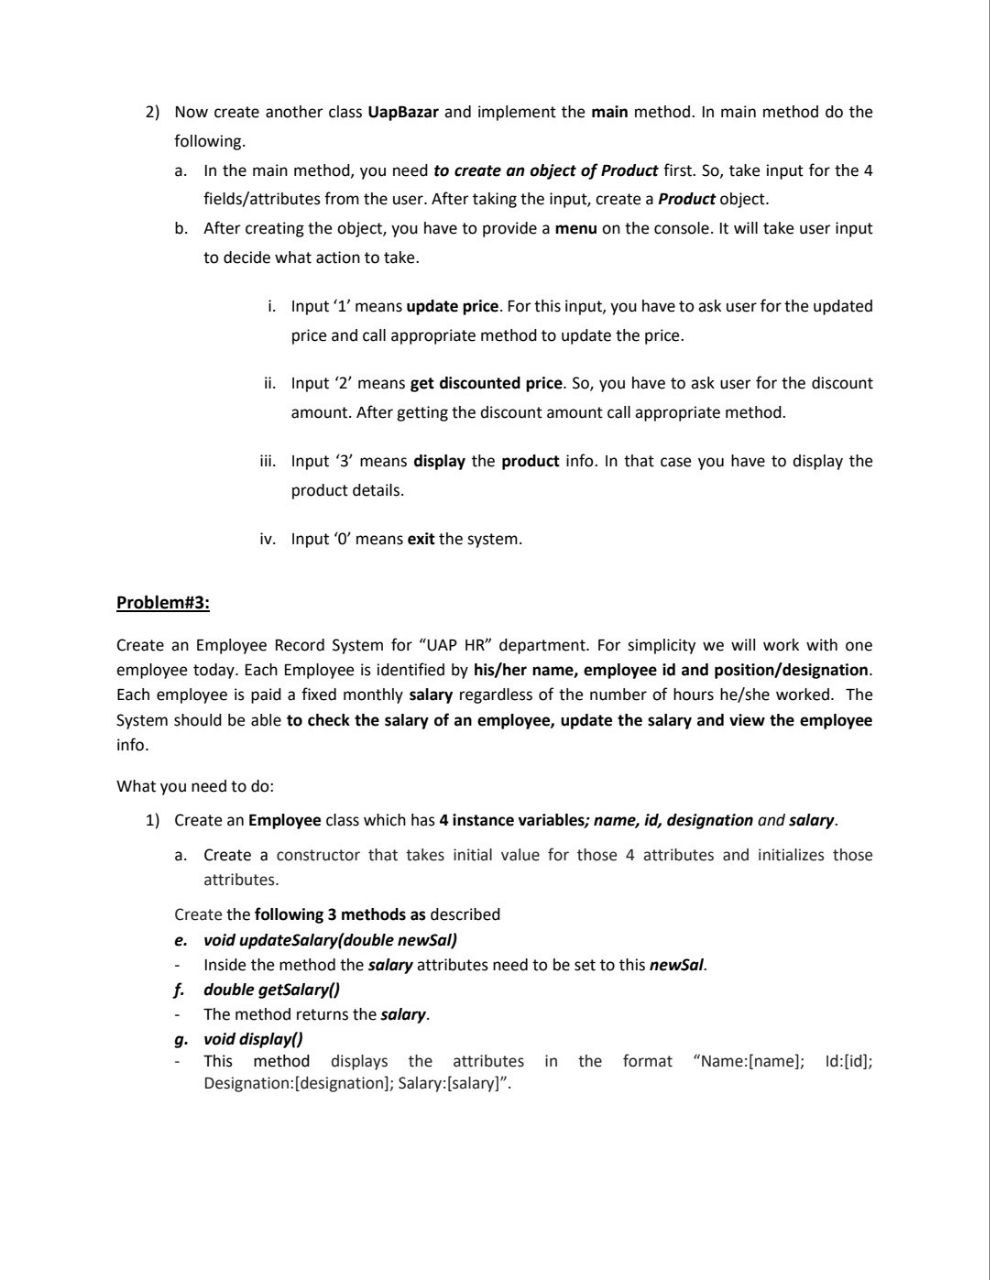 2) Now create another class UapBazar and implement the main method. In main method do the
following.
a. In the main method, you need to create an object of Product first. So, take input for the 4
fields/attributes from the user. After taking the input, create a Product object.
b. After creating the object, you have to provide a menu on the console. It will take user input
to decide what action to take.
i. Input ‘1’ means update price. For this input, you have to ask user for the updated
price and call appropriate method to update the price.
ii. Input ‘2’ means get discounted price. So, you have to ask user for the discount
amount. After getting the discount amount call appropriate method.
iii. Input ‘3’ means display the product info. In that case you have to display the
product details.
iv. Input ‘0’ means exit the system.
Problem#3:
Create an Employee Record System for “UAP HR” department. For simplicity we will work with one
employee today. Each Employee is identified by his/her name, employee id and position/designation.
Each employee is paid a fixed monthly salary regardless of the number of hours he/she worked. The
System should be able to check the salary of an employee, update the salary and view the employee
info.
What you need to do:
1) Create an Employee class which has 4 instance variables; name, id, designation and salary.
a. Create a constructor that takes initial value for those 4 attributes and initializes those
attributes.
Create the following 3 methods as described
e. void updateSalary(double newSal)
- Inside the method the salary attributes need to be set to this newSal.
f. double getSalary()
- The method returns the salary.
g. void display()
- This method displays the attributes in the format “Name:[name]; Id:[id];
Designation:[designation]; Salary:[salary]”.